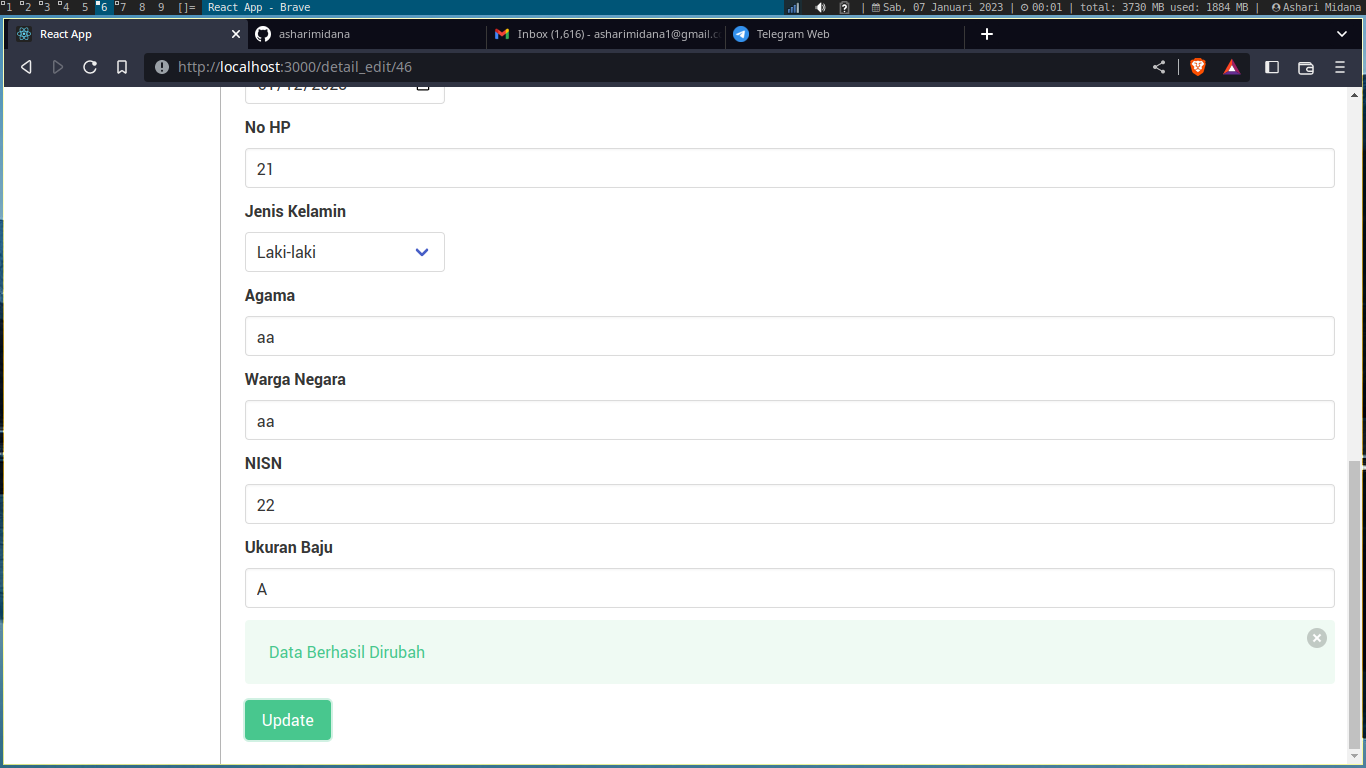 1 2 3 4 5 6 7 8 9 []= React App - Brave | Sab, 07 Januari 2023 | 00:01 | total: 3730 MB used: 1884 MB | Ashari Midana
React App asharimidana Inbox (1,616) - asharimidana1@gmail.c Telegram Web
http://localhost:3000/detail_edit/46
No HP
21
Jenis Kelamin
Laki-laki
Agama
aa
Warga Negara
aa
NISN
22
Ukuran Baju
A
Data Berhasil Dirubah
Update